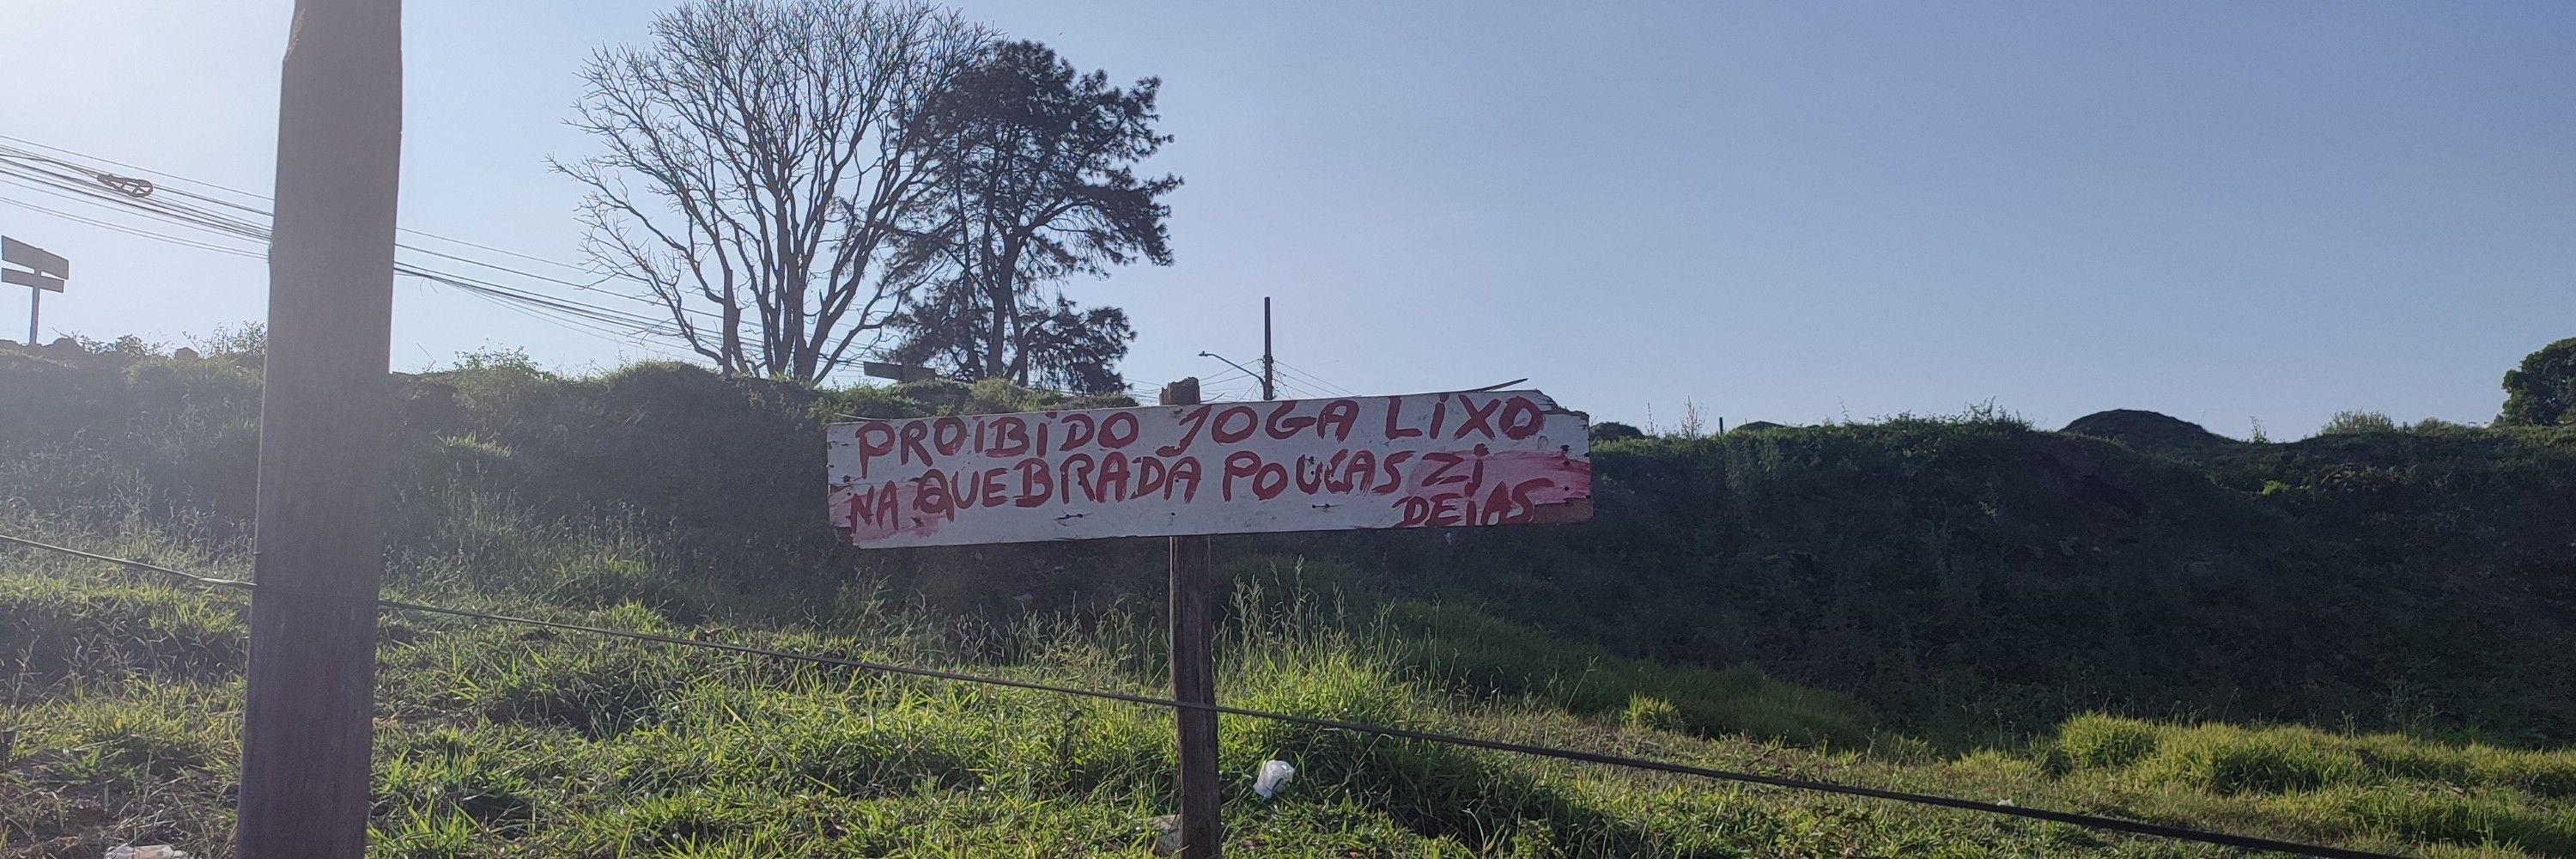 PROIBIDO JOGA LIXO
NA QUEBRADA POUCAS ZI
DEIAS